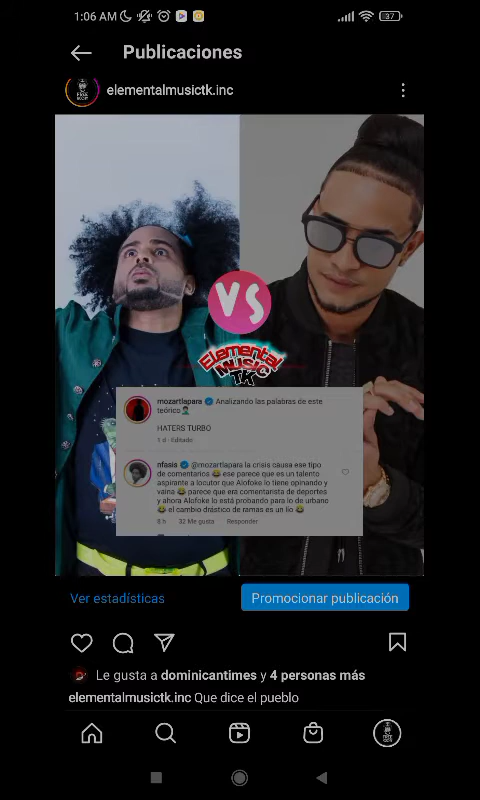 1:06 AM
37
Publicaciones
elementalmusictk.inc
VS
Elemental
MUSIC
TK
mozartlapara Analizando las palabras de este
teórico🤦🏻‍♂️
HATERS TURBO
1 d · Editado
nfasis @mozartlapara la crisis causa ese tipo
de comentarios 😂 ese parece que es un talento
aspirante a locutor que Alofoke lo tiene opinando y
vaina 😂 parece que era comentarista de deportes
y ahora Alofoke lo está probando para lo de urbano
😂 el cambio drástico de ramas es un lío 😂
8 h 32 Me gusta Responder
Ver estadísticas
Promocionar publicación
Le gusta a dominicantimes y 4 personas más
elementalmusictk.inc Que dice el pueblo